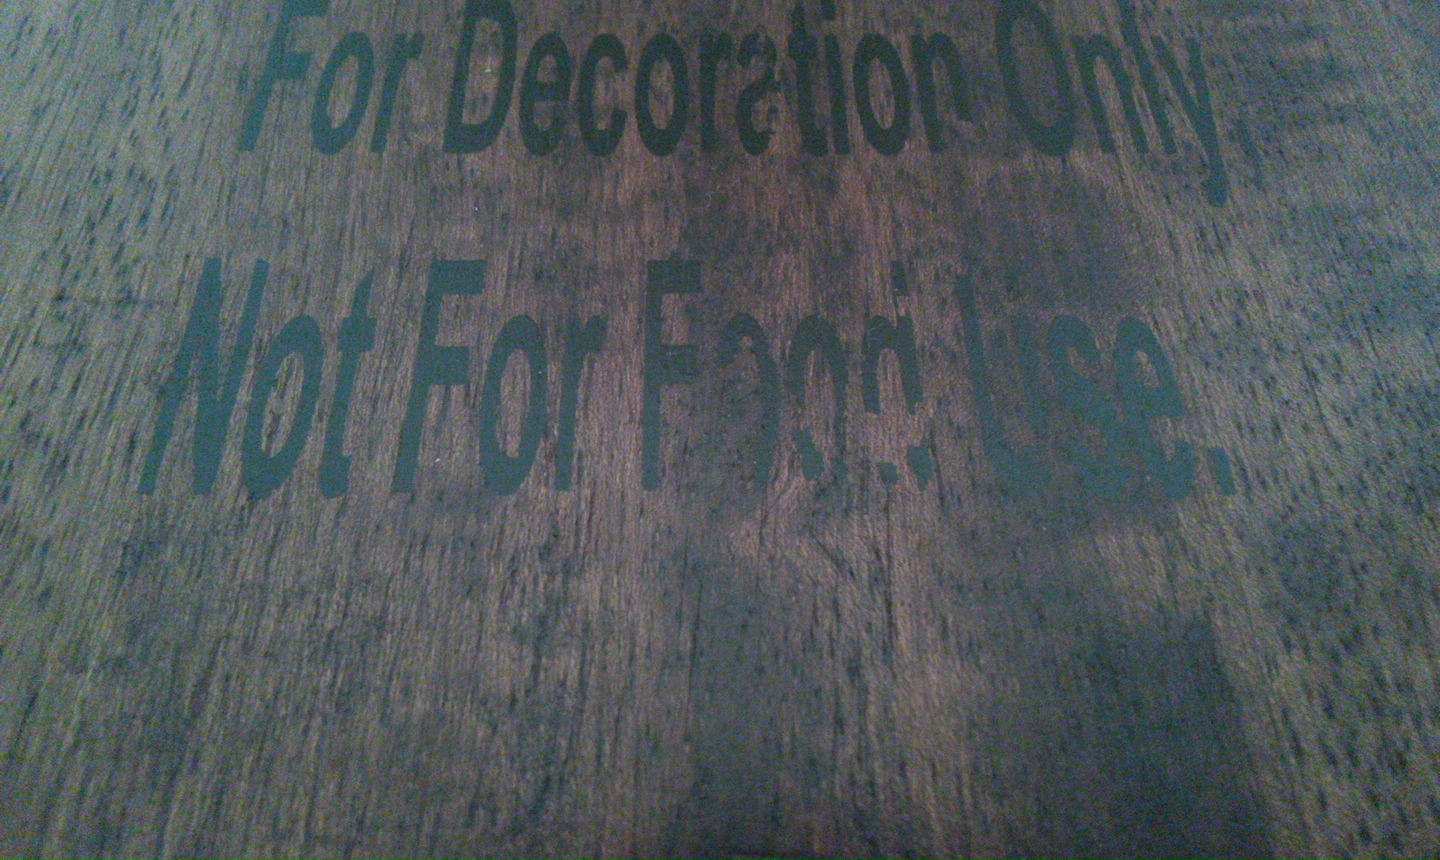 For Decoration Only,
Not For Food Use.